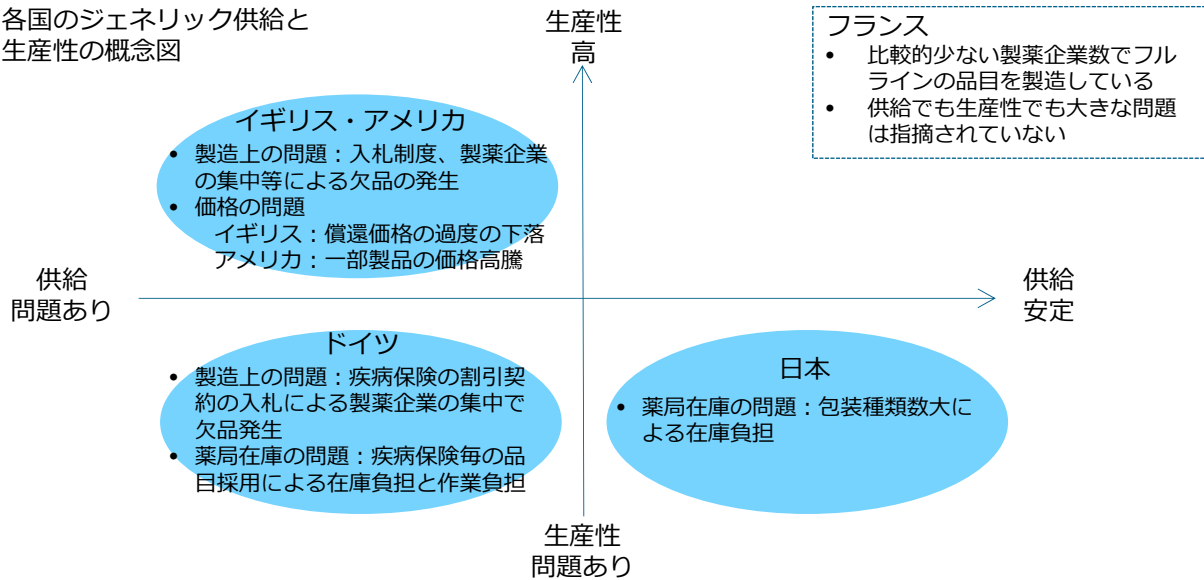 各国のジェネリック供給と
生産性の概念図
生産性
高
フランス
• 比較的少ない製薬企業数でフル
ラインの品目を製造している
• 供給でも生産性でも大きな問題
は指摘されていない
イギリス・アメリカ
• 製造上の問題：入札制度、製薬企業
の集中等による欠品の発生
• 価格の問題
イギリス：償還価格の過度の下落
アメリカ：一部製品の価格高騰
供給
問題あり
供給
安定
ドイツ
• 製造上の問題：疾病保険の割引契
約の入札による製薬企業の集中で
欠品発生
• 薬局在庫の問題：疾病保険毎の品
目採用による在庫負担と作業負担
日本
• 薬局在庫の問題：包装種類数大に
よる在庫負担
生産性
問題あり